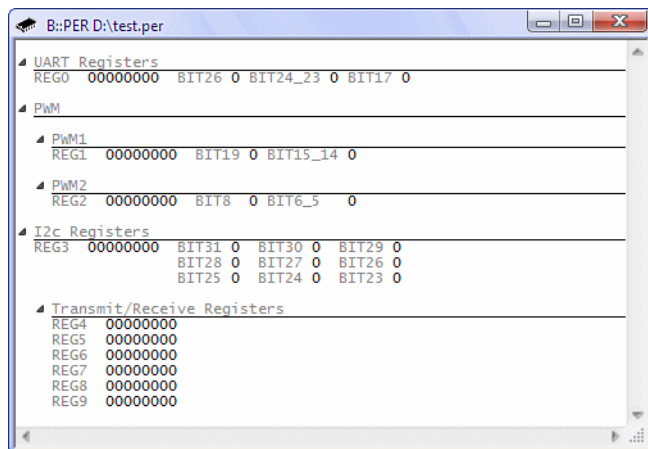 B::PER D:\test.per
UART Registers
REG0 00000000 BIT26 0 BIT24_23 0 BIT17 0
PWM
PWM1
REG1 00000000 BIT19 0 BIT15_14 0
PWM2
REG2 00000000 BIT8 0 BIT6_5 0
I2c Registers
REG3 00000000 BIT31 0 BIT30 0 BIT29 0
BIT28 0 BIT27 0 BIT26 0
BIT25 0 BIT24 0 BIT23 0
Transmit/Receive Registers
REG4 00000000
REG5 00000000
REG6 00000000
REG7 00000000
REG8 00000000
REG9 00000000